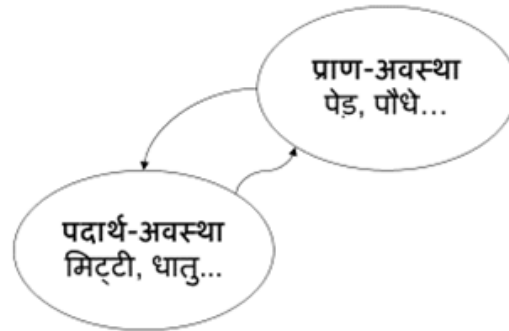 प्राण-अवस्था
पेड़, पौधे...
पदार्थ-अवस्था
मिट्टी, धातु...